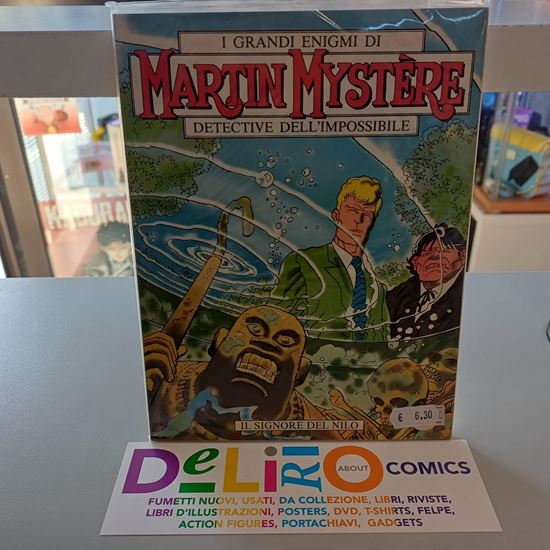 I GRANDI ENIGMI DI
MARTIN MYSTÈRE
DETECTIVE DELL'IMPOSSIBILE
€ 6,30
IL SIGNORE DEL NILO
DeLiRiO ABOUT COMICS
FUMETTI NUOVI, USATI, DA COLLEZIONE, LIBRI, RIVISTE,
LIBRI D'ILLUSTRAZIONI, POSTERS, DVD, T-SHIRTS, FELPE,
ACTION FIGURES, PORTACHIAVI, GADGETS